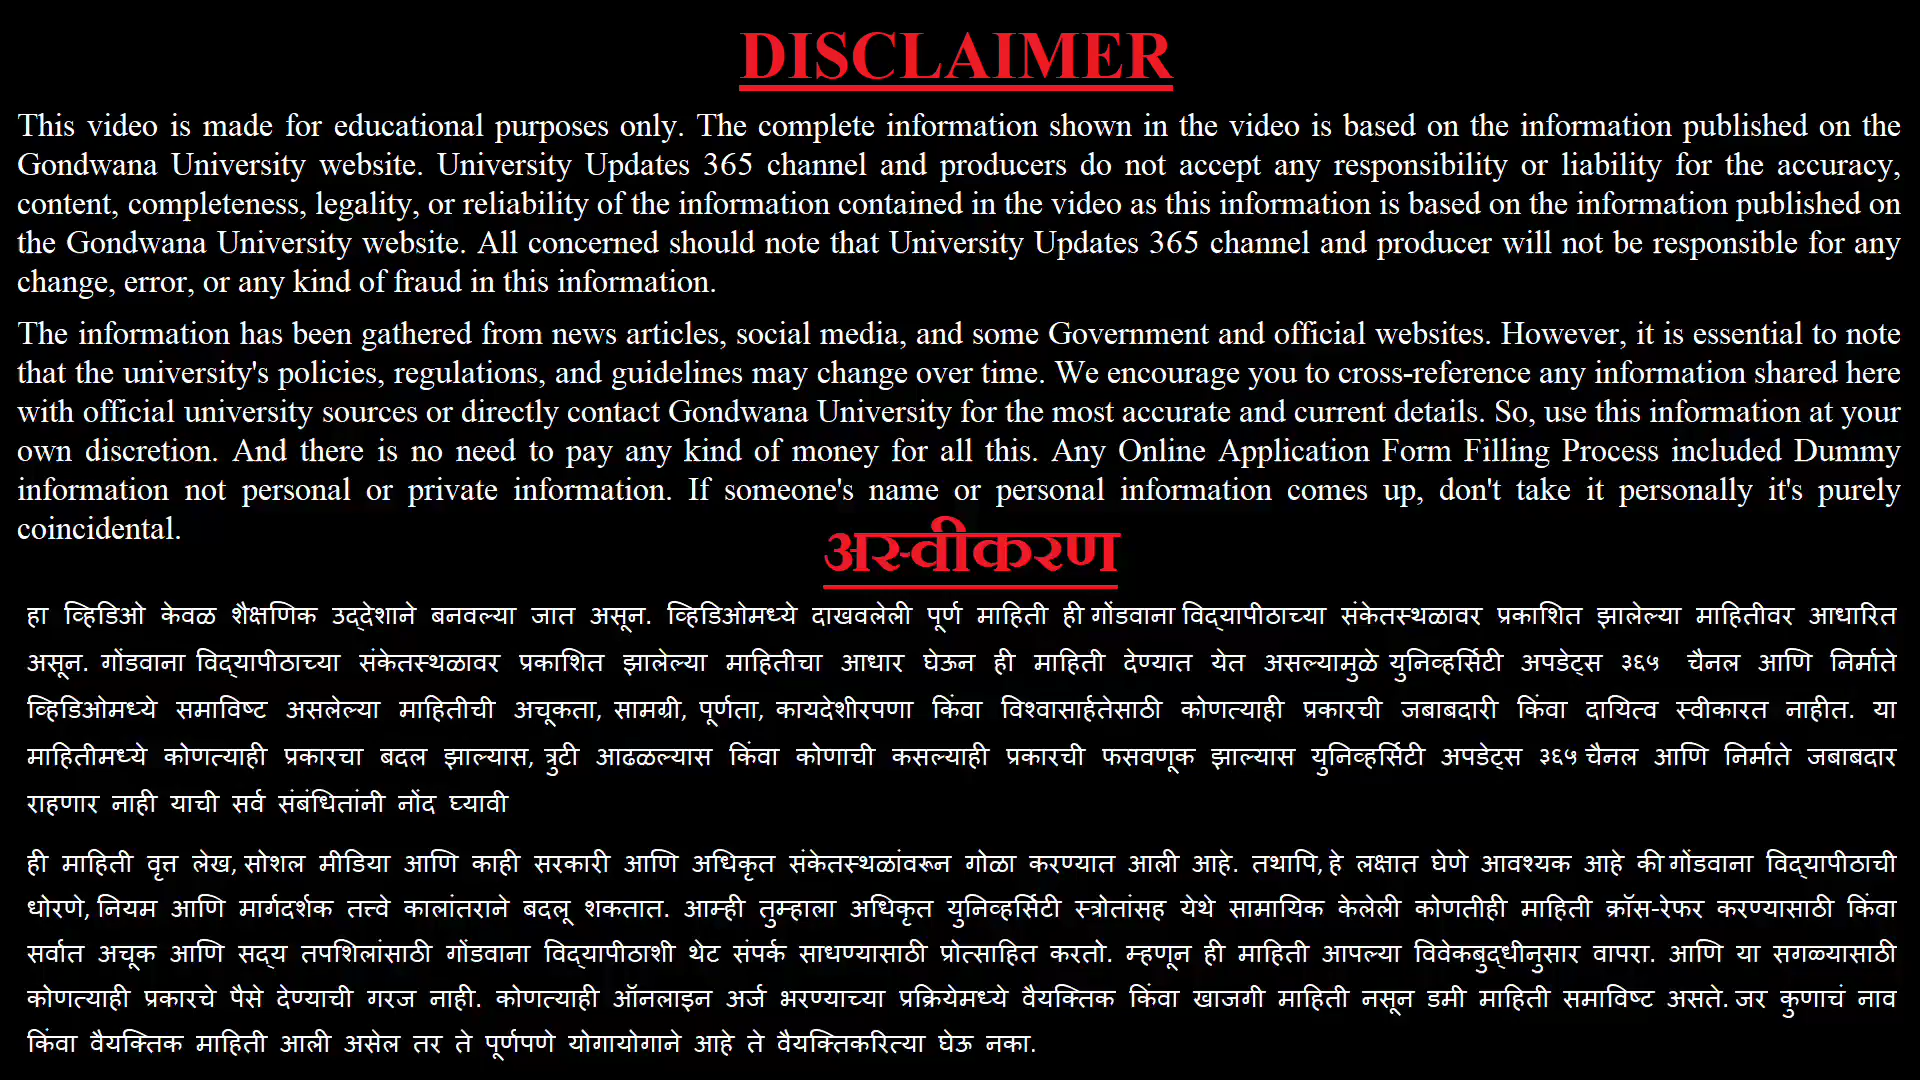 DISCLAIMER
This video is made for educational purposes only. The complete information shown in the video is based on the information published on the
Gondwana University website. University Updates 365 channel and producers do not accept any responsibility or liability for the accuracy,
content, completeness, legality, or reliability of the information contained in the video as this information is based on the information published on
the Gondwana University website. All concerned should note that University Updates 365 channel and producer will not be responsible for any
change, error, or any kind of fraud in this information.
The information has been gathered from news articles, social media, and some Government and official websites. However, it is essential to note
that the university's policies, regulations, and guidelines may change over time. We encourage you to cross-reference any information shared here
with official university sources or directly contact Gondwana University for the most accurate and current details. So, use this information at your
own discretion. And there is no need to pay any kind of money for all this. Any Online Application Form Filling Process included Dummy
information not personal or private information. If someone's name or personal information comes up, don't take it personally it's purely
coincidental.
अस्वीकरण
हा व्हिडिओ केवळ शैक्षणिक उद्देशाने बनवल्या जात असून. व्हिडिओमध्ये दाखवलेली पूर्ण माहिती ही गोंडवाना विद्यापीठाच्या संकेतस्थळावर प्रकाशित झालेल्या माहितीवर आधारित
असून. गोंडवाना विद्यापीठाच्या संकेतस्थळावर प्रकाशित झालेल्या माहितीचा आधार घेऊन ही माहिती देण्यात येत असल्यामुळे युनिव्हर्सिटी अपडेट्स ३६५ चैनल आणि निर्माते
व्हिडिओमध्ये समाविष्ट असलेल्या माहितीची अचूकता, सामग्री, पूर्णता, कायदेशीरपणा किंवा विश्वासार्हतेसाठी कोणत्याही प्रकारची जबाबदारी किंवा दायित्व स्वीकारत नाहीत. या
माहितीमध्ये कोणत्याही प्रकारचा बदल झाल्यास, त्रुटी आढळल्यास किंवा कोणाची कसल्याही प्रकारची फसवणूक झाल्यास युनिव्हर्सिटी अपडेट्स ३६५ चैनल आणि निर्माते जबाबदार
राहणार नाही याची सर्व संबंधितांनी नोंद घ्यावी
ही माहिती वृत्त लेख, सोशल मीडिया आणि काही सरकारी आणि अधिकृत संकेतस्थळांवरून गोळा करण्यात आली आहे. तथापि, हे लक्षात घेणे आवश्यक आहे की गोंडवाना विद्यापीठाची
धोरणे, नियम आणि मार्गदर्शक तत्त्वे कालांतराने बदलू शकतात. आम्ही तुम्हाला अधिकृत युनिव्हर्सिटी स्त्रोतांसह येथे सामायिक केलेली कोणतीही माहिती क्रॉस-रेफर करण्यासाठी किंवा
सर्वात अचूक आणि सद्य तपशिलांसाठी गोंडवाना विद्यापीठाशी थेट संपर्क साधण्यासाठी प्रोत्साहित करतो. म्हणून ही माहिती आपल्या विवेकबुद्धीनुसार वापरा. आणि या सगळ्यासाठी
कोणत्याही प्रकारचे पैसे देण्याची गरज नाही. कोणत्याही ऑनलाइन अर्ज भरण्याच्या प्रक्रियेमध्ये वैयक्तिक किंवा खाजगी माहिती नसून डमी माहिती समाविष्ट असते. जर कुणाचं नाव
किंवा वैयक्तिक माहिती आली असेल तर ते पूर्णपणे योगायोगाने आहे ते वैयक्तिकरित्या घेऊ नका.